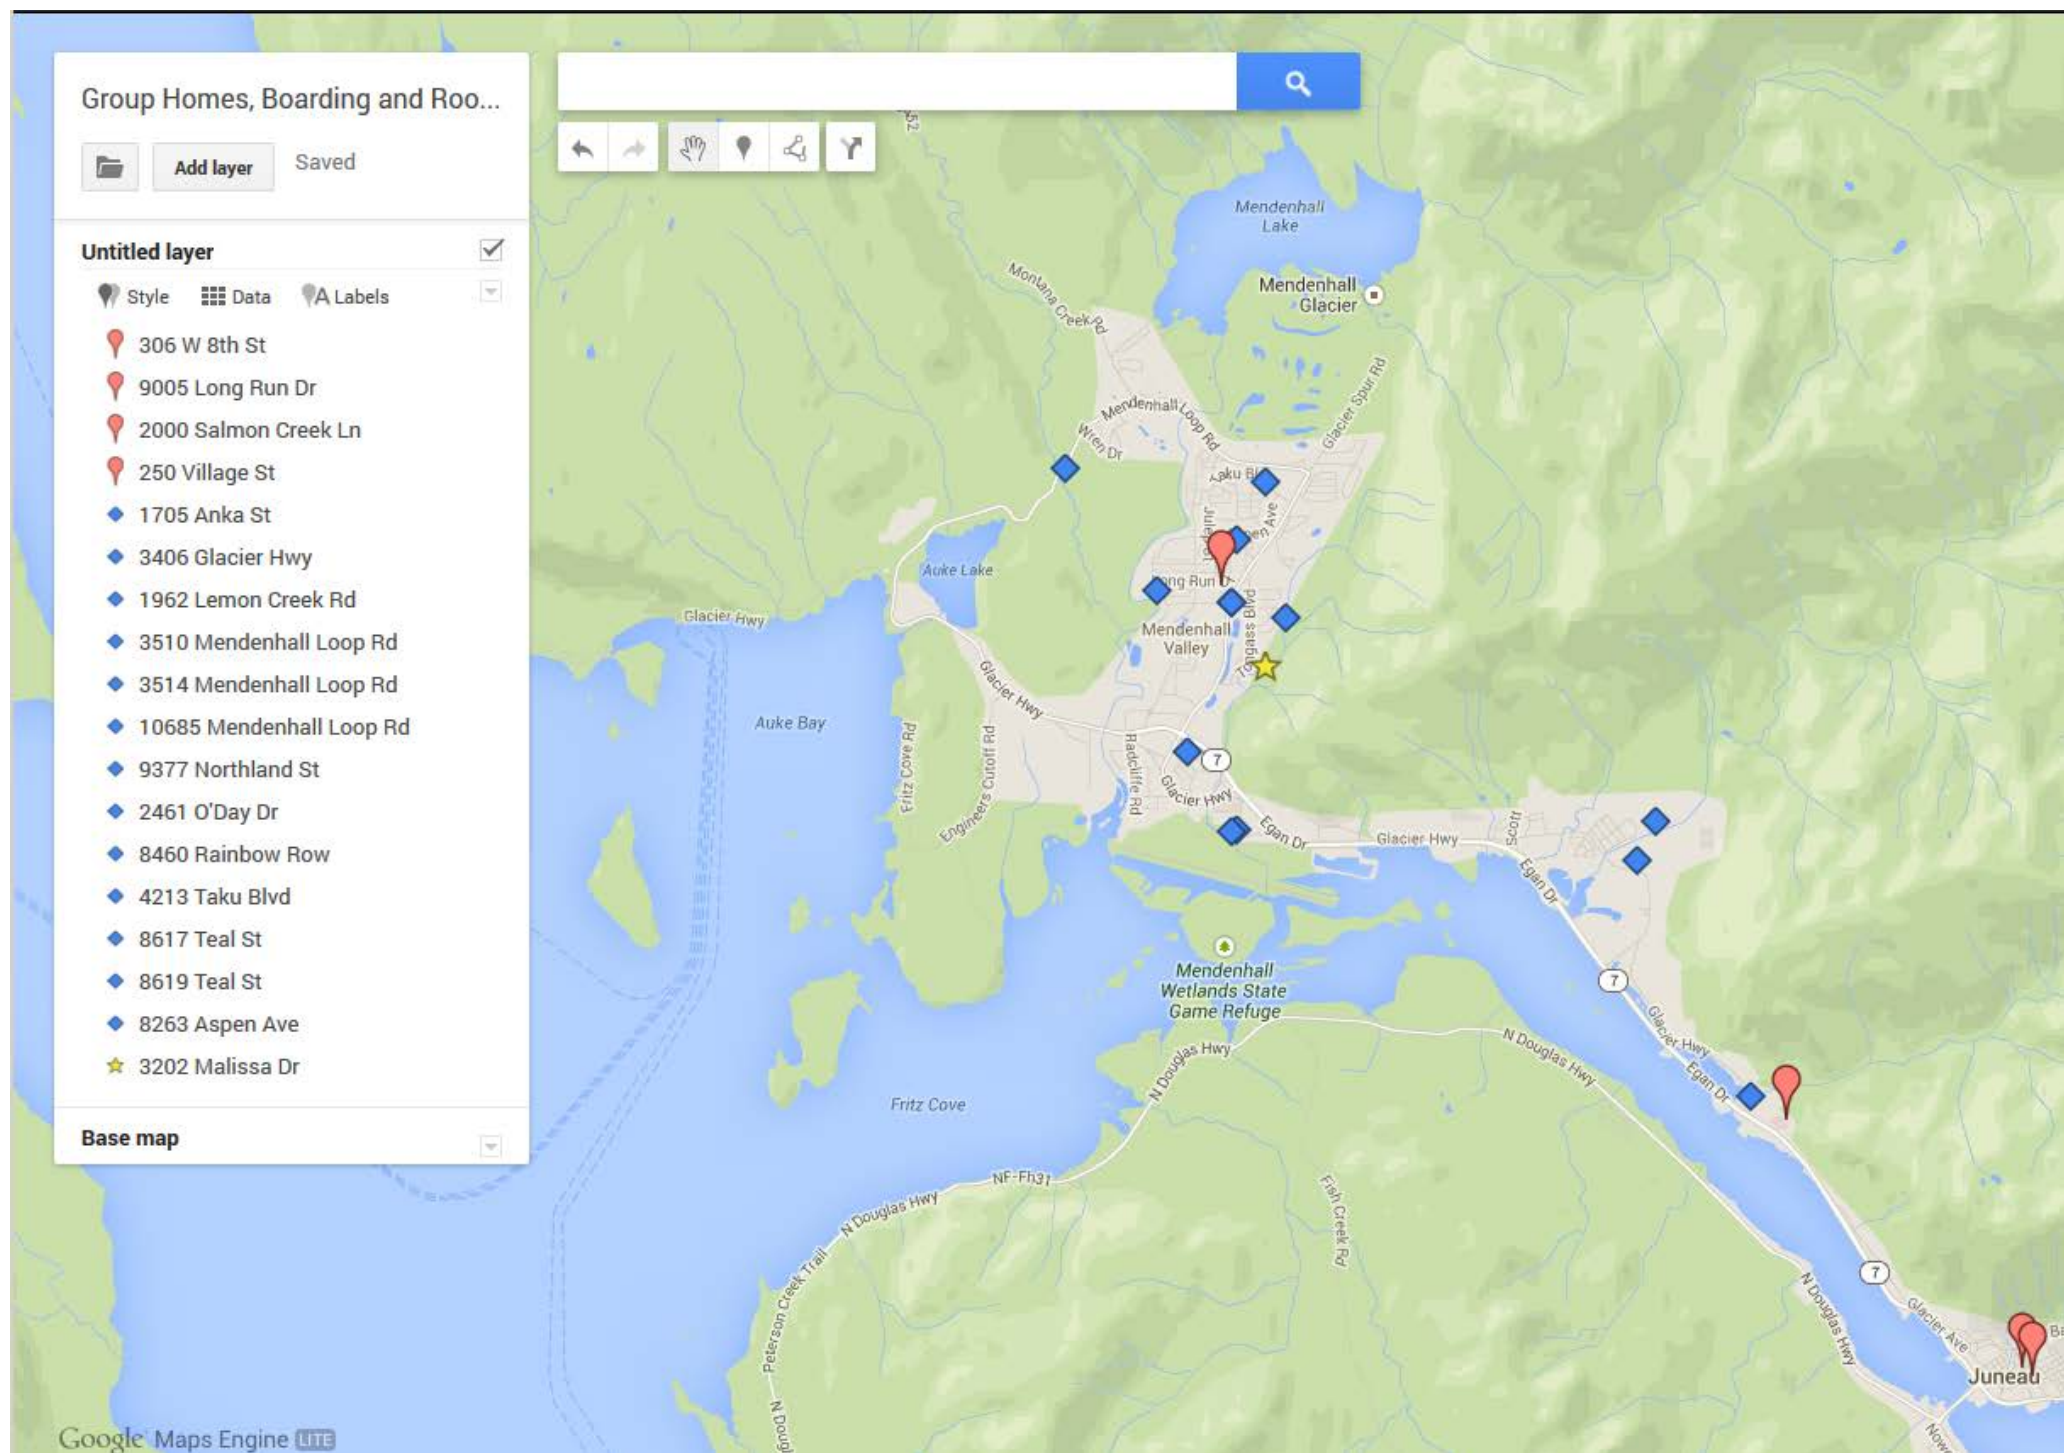 Group Homes, Boarding and Roo...
Add layer
Saved
Untitled layer
Style
Data
Labels
306 W 8th St
9005 Long Run Dr
2000 Salmon Creek Ln
250 Village St
1705 Anka St
3406 Glacier Hwy
1962 Lemon Creek Rd
3510 Mendenhall Loop Rd
3514 Mendenhall Loop Rd
10685 Mendenhall Loop Rd
9377 Northland St
2461 O'Day Dr
8460 Rainbow Row
4213 Taku Blvd
8617 Teal St
8619 Teal St
8263 Aspen Ave
3202 Malissa Dr
Base map
Google Maps Engine LITE
Mendenhall
Lake
Mendenhall
Glacier
Montana Creek Rd
Glacier Spur Rd
Mendenhall Loop Rd
Wren Dr
Auke Lake
Mendenhall
Valley
Glacier Hwy
Glacier Hwy
Auke Bay
Fritz Cove Rd
Engineers Cutoff Rd
Radcliffe Rd
7
Glacier Hwy
Egan Dr
Glacier Hwy
Scott
Egan Dr
Mendenhall
Wetlands State
Game Refuge
7
Glacier Hwy
Egan Dr
N Douglas Hwy
N Douglas Hwy
Fritz Cove
NF-Fh31
N Douglas Hwy
Fish Creek Rd
Peterson Creek Trail
7
N Douglas Hwy
Glacier Ave
Juneau